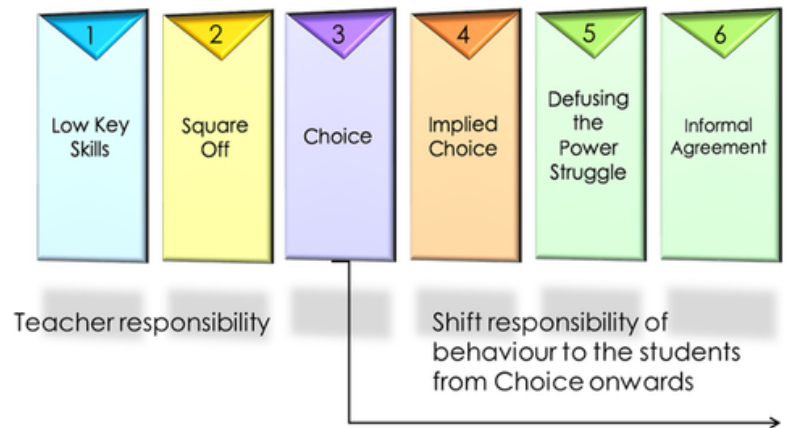 1
Low Key
Skills
2
Square
Off
3
Choice
4
Implied
Choice
5
Defusing
the
Power
Struggle
6
Informal
Agreement
Teacher responsibility
Shift responsibility of
behaviour to the students
from Choice onwards